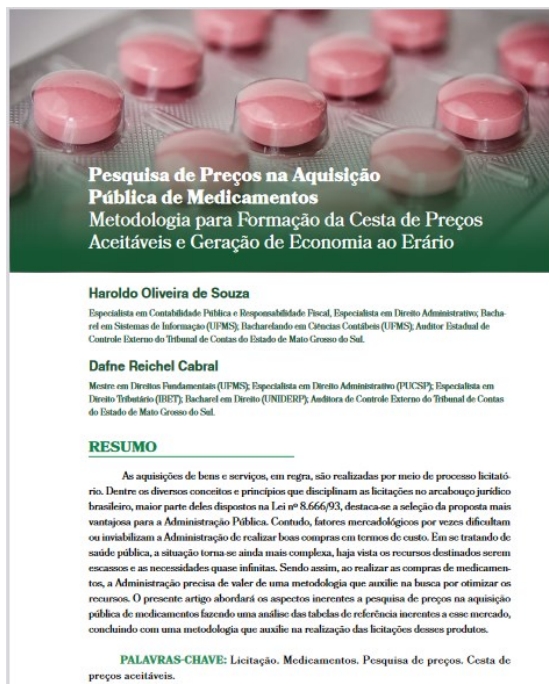 Pesquisa de Preços na Aquisição
Pública de Medicamentos
Metodologia para Formação da Cesta de Preços
Aceitáveis e Geração de Economia ao Erário
Haroldo Oliveira de Souza
Especialista em Contabilidade Pública e Responsabilidade Fiscal, Especialista em Direito Administrativo; Bacha-
rel em Sistemas de Informação (UFMS); Bacharelando em Ciências Contábeis (UFMS); Auditor Estadual de
Controle Externo do Tribunal de Contas do Estado de Mato Grosso do Sul.
Dafne Reichel Cabral
Mestre em Direitos Fundamentais (UFMS); Especialista em Direito Administrativo (PUCSP); Especialista em
Direito Tributário (IBET); Bacharel em Direito (UNIDERP); Auditora de Controle Externo do Tribunal de Contas
do Estado de Mato Grosso do Sul.
RESUMO
As aquisições de bens e serviços, em regra, são realizadas por meio de processo licitató-
rio. Dentre os diversos conceitos e princípios que disciplinam as licitações no arcabouço jurídico
brasileiro, maior parte deles dispostos na Lei nº 8.666/93, destaca-se a seleção da proposta mais
vantajosa para a Administração Pública. Contudo, fatores mercadológicos por vezes dificultam
ou inviabilizam a Administração de realizar boas compras em termos de custo. Em se tratando de
saúde pública, a situação torna-se ainda mais complexa, haja vista os recursos destinados serem
escassos e as necessidades quase infinitas. Sendo assim, ao realizar as compras de medicamen-
tos, a Administração precisa de valer de uma metodologia que auxilie na busca por otimizar os
recursos. O presente artigo abordará os aspectos inerentes a pesquisa de preços na aquisição
pública de medicamentos fazendo uma análise das tabelas de referência inerentes a esse mercado,
concluindo com uma metodologia que auxilie na realização das licitações desses produtos.
PALAVRAS-CHAVE: Licitação. Medicamentos. Pesquisa de preços. Cesta de
preços aceitáveis.